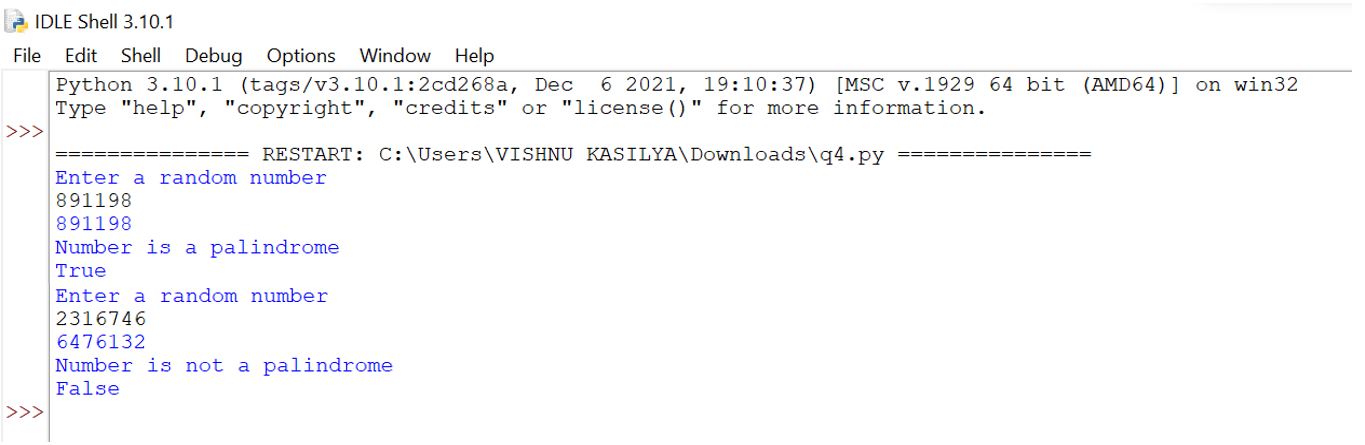 IDLE Shell 3.10.1
File Edit Shell Debug Options Window Help
Python 3.10.1 (tags/v3.10.1:2cd268a, Dec  6 2021, 19:10:37) [MSC v.1929 64 bit (AMD64)] on win32
Type "help", "copyright", "credits" or "license()" for more information.
>>>
=============== RESTART: C:\Users\VISHNU KASILYA\Downloads\q4.py ===============
Enter a random number
891198
891198
Number is a palindrome
True
Enter a random number
2316746
6476132
Number is not a palindrome
False
>>>